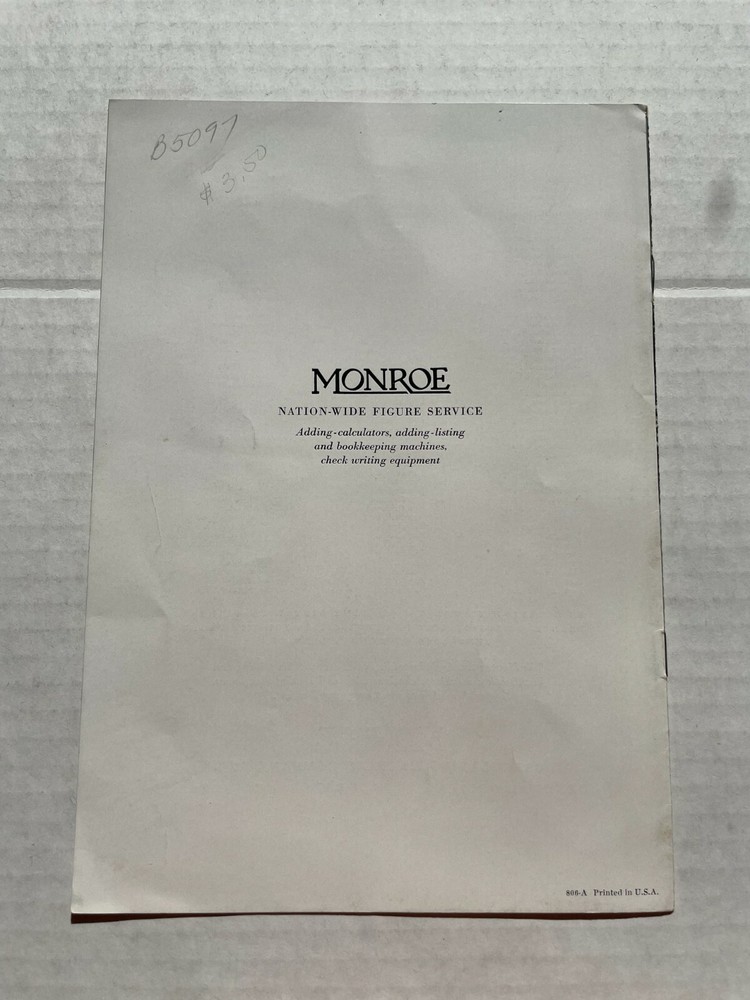 B5097
$3.50
MONROE
NATION-WIDE FIGURE SERVICE
Adding-calculators, adding-listing
and bookkeeping machines,
check writing equipment
806-A Printed in U.S.A.